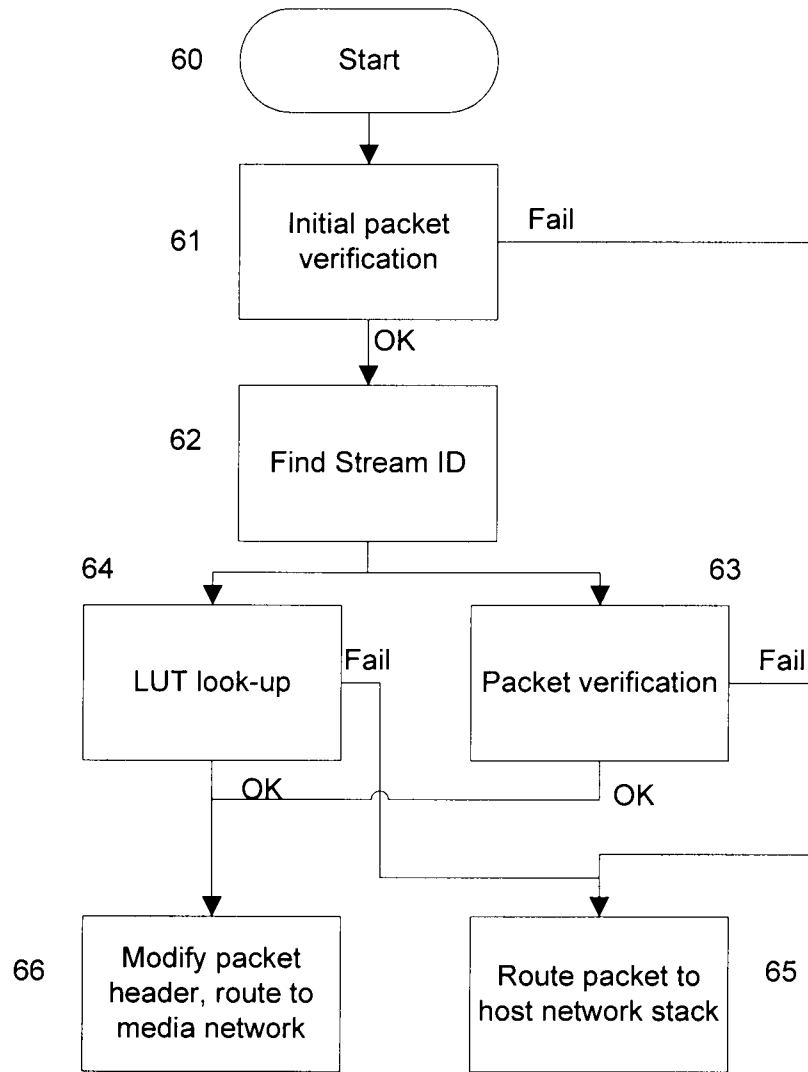 60
Start
61
Initial packet
verification
Fail
OK
62
Find Stream ID
64
63
LUT look-up
Fail
Packet verification
Fail
OK
OK
66
Modify packet
header, route to
media network
Route packet to
host network stack
65